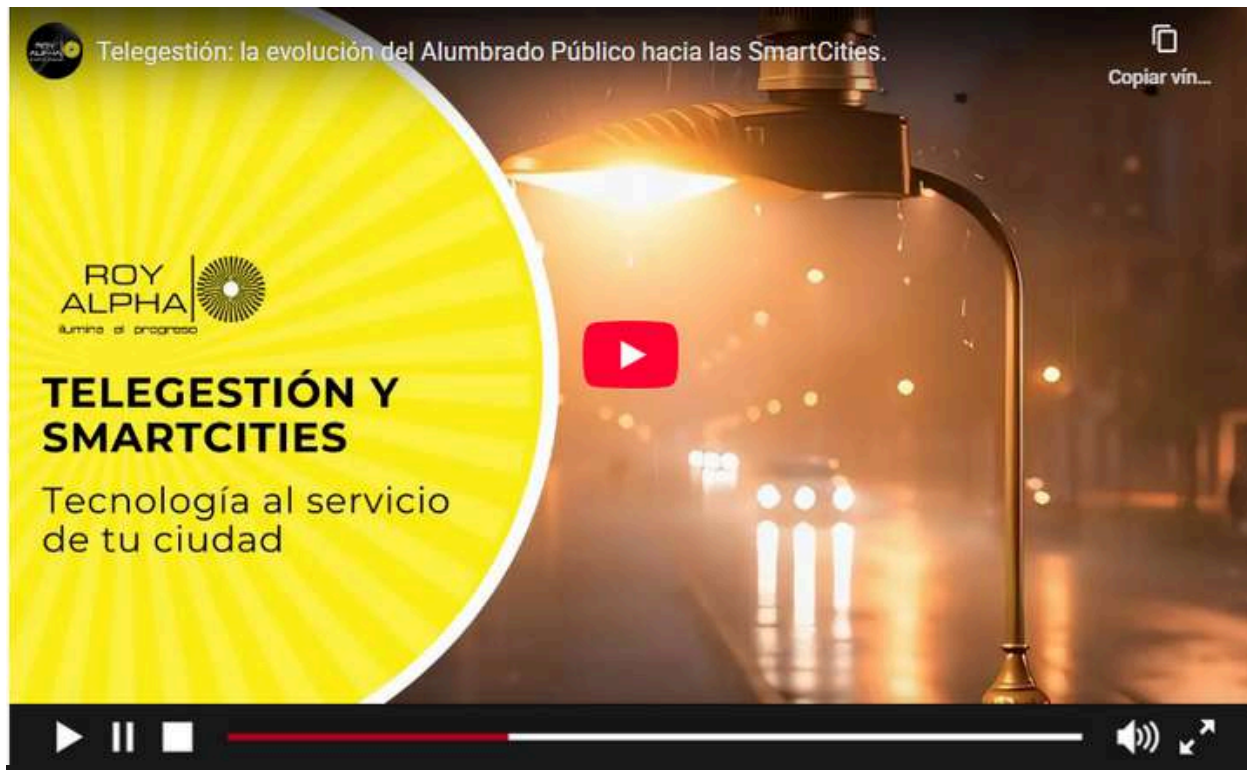 Telegestión: la evolución del Alumbrado Público hacia las SmartCities.
Copiar vín...
ROY
ALPHA
ilumina el progreso
TELEGESTIÓN Y
SMARTCITIES
Tecnología al servicio
de tu ciudad